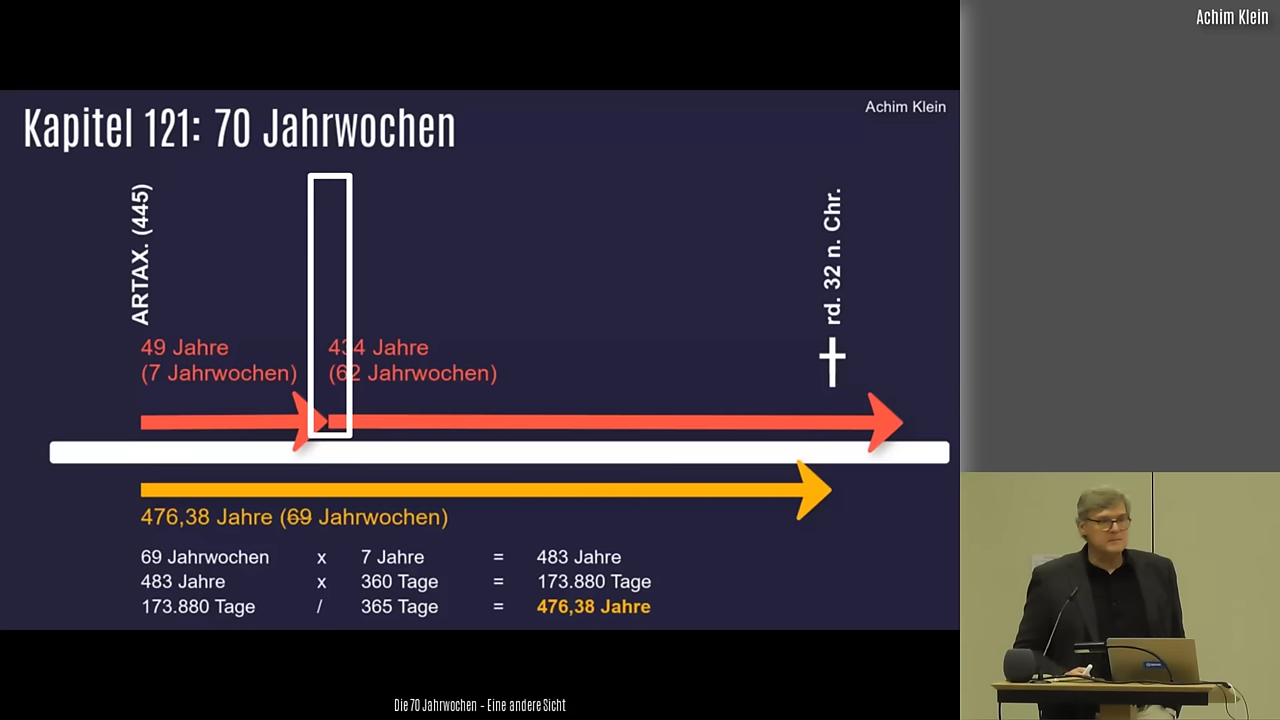 Achim Klein
Kapitel 121: 70 Jahrwochen
Achim Klein
ARTAX. (445)
rd. 32 n. Chr.
49 Jahre
(7 Jahrwochen)
434 Jahre
(62 Jahrwochen)
476,38 Jahre (69 Jahrwochen)
69 Jahrwochen x 7 Jahre = 483 Jahre
483 Jahre x 360 Tage = 173.880 Tage
173.880 Tage / 365 Tage = 476,38 Jahre
Die 70 Jahrwochen - Eine andere Sicht